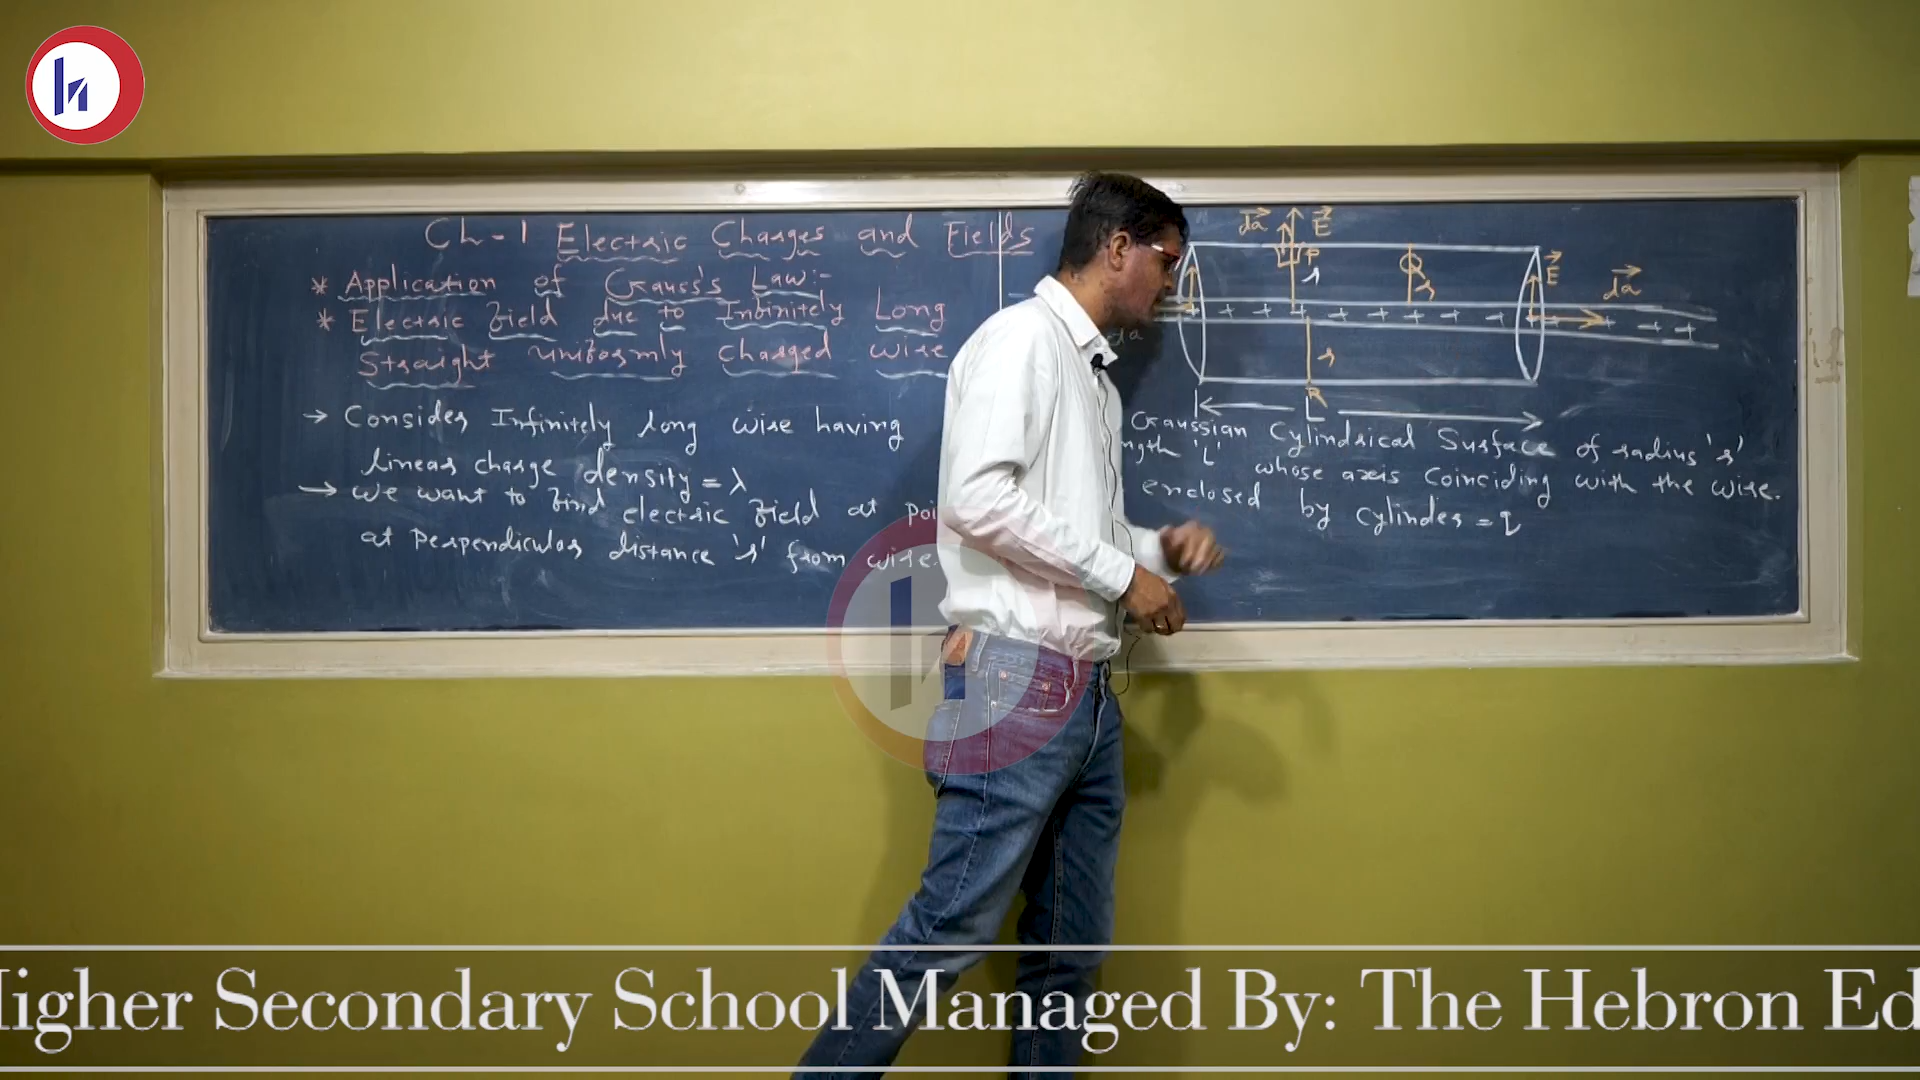 Ch-1 Electric Charges and Fields
* Application of Gauss's Law:-
* Electric field due to Infinitely Long
Straight uniformly charged wire
→ Consider Infinitely long wire having
linear charge density = λ
→ We want to find electric field at
at Perpendicular distance 'r' from wire.
da E
P
r
E
da
+ + + + + + + + + + +
da
r
R
L
Gaussian Cylindrical Surface of radius 'r'
'L' whose axis coinciding with the wire.
enclosed by cylinder = q
Higher Secondary School Managed By: The Hebron Ed